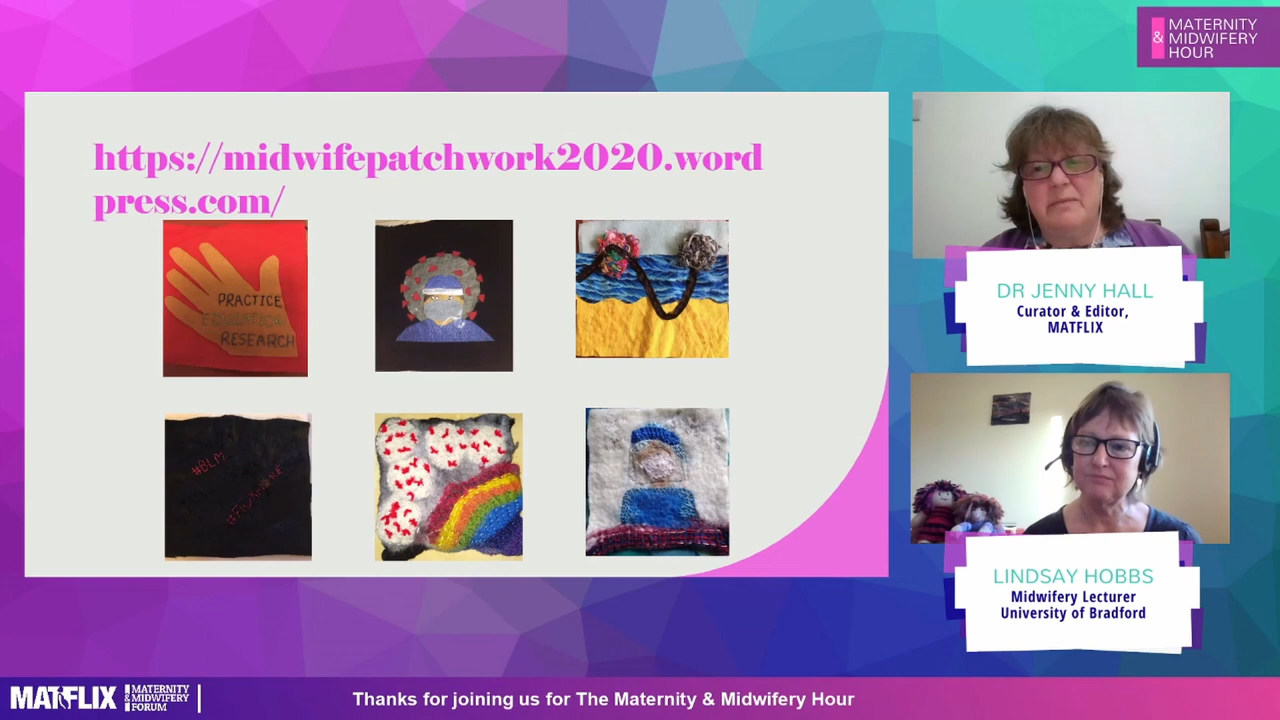 &
MATERNITY
MIDWIFERY
HOUR
https://midwifepatchwork2020.word
press.com/
PRACTICE
EDUCATION
RESEARCH
#BLM
DR JENNY HALL
Curator & Editor,
MATFLIX
LINDSAY HOBBS
Midwifery Lecturer
University of Bradford
MATFLIX
MATERNITY
&MIDWIFERY
FORUM
Thanks for joining us for The Maternity & Midwifery Hour